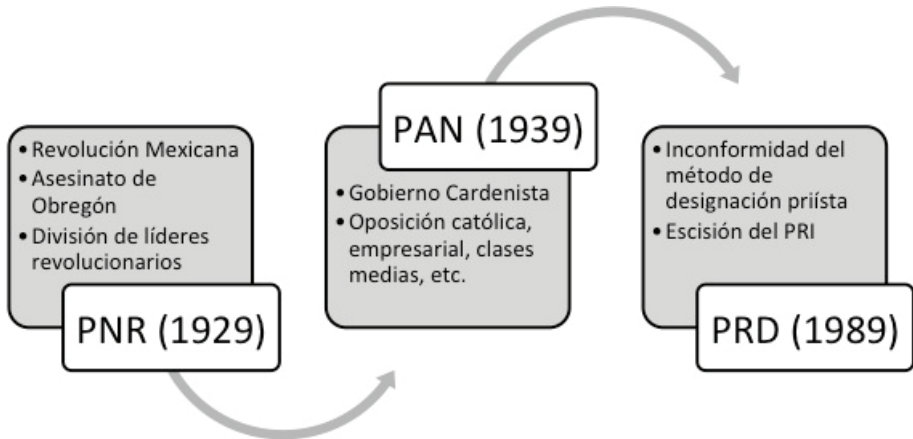 • Revolución Mexicana
• Asesinato de
Obregón
• División de líderes
revolucionarios
PNR (1929)
PAN (1939)
• Gobierno Cardenista
• Oposición católica,
empresarial, clases
medias, etc.
• Inconformidad del
método de
designación priísta
• Escisión del PRI
PRD (1989)